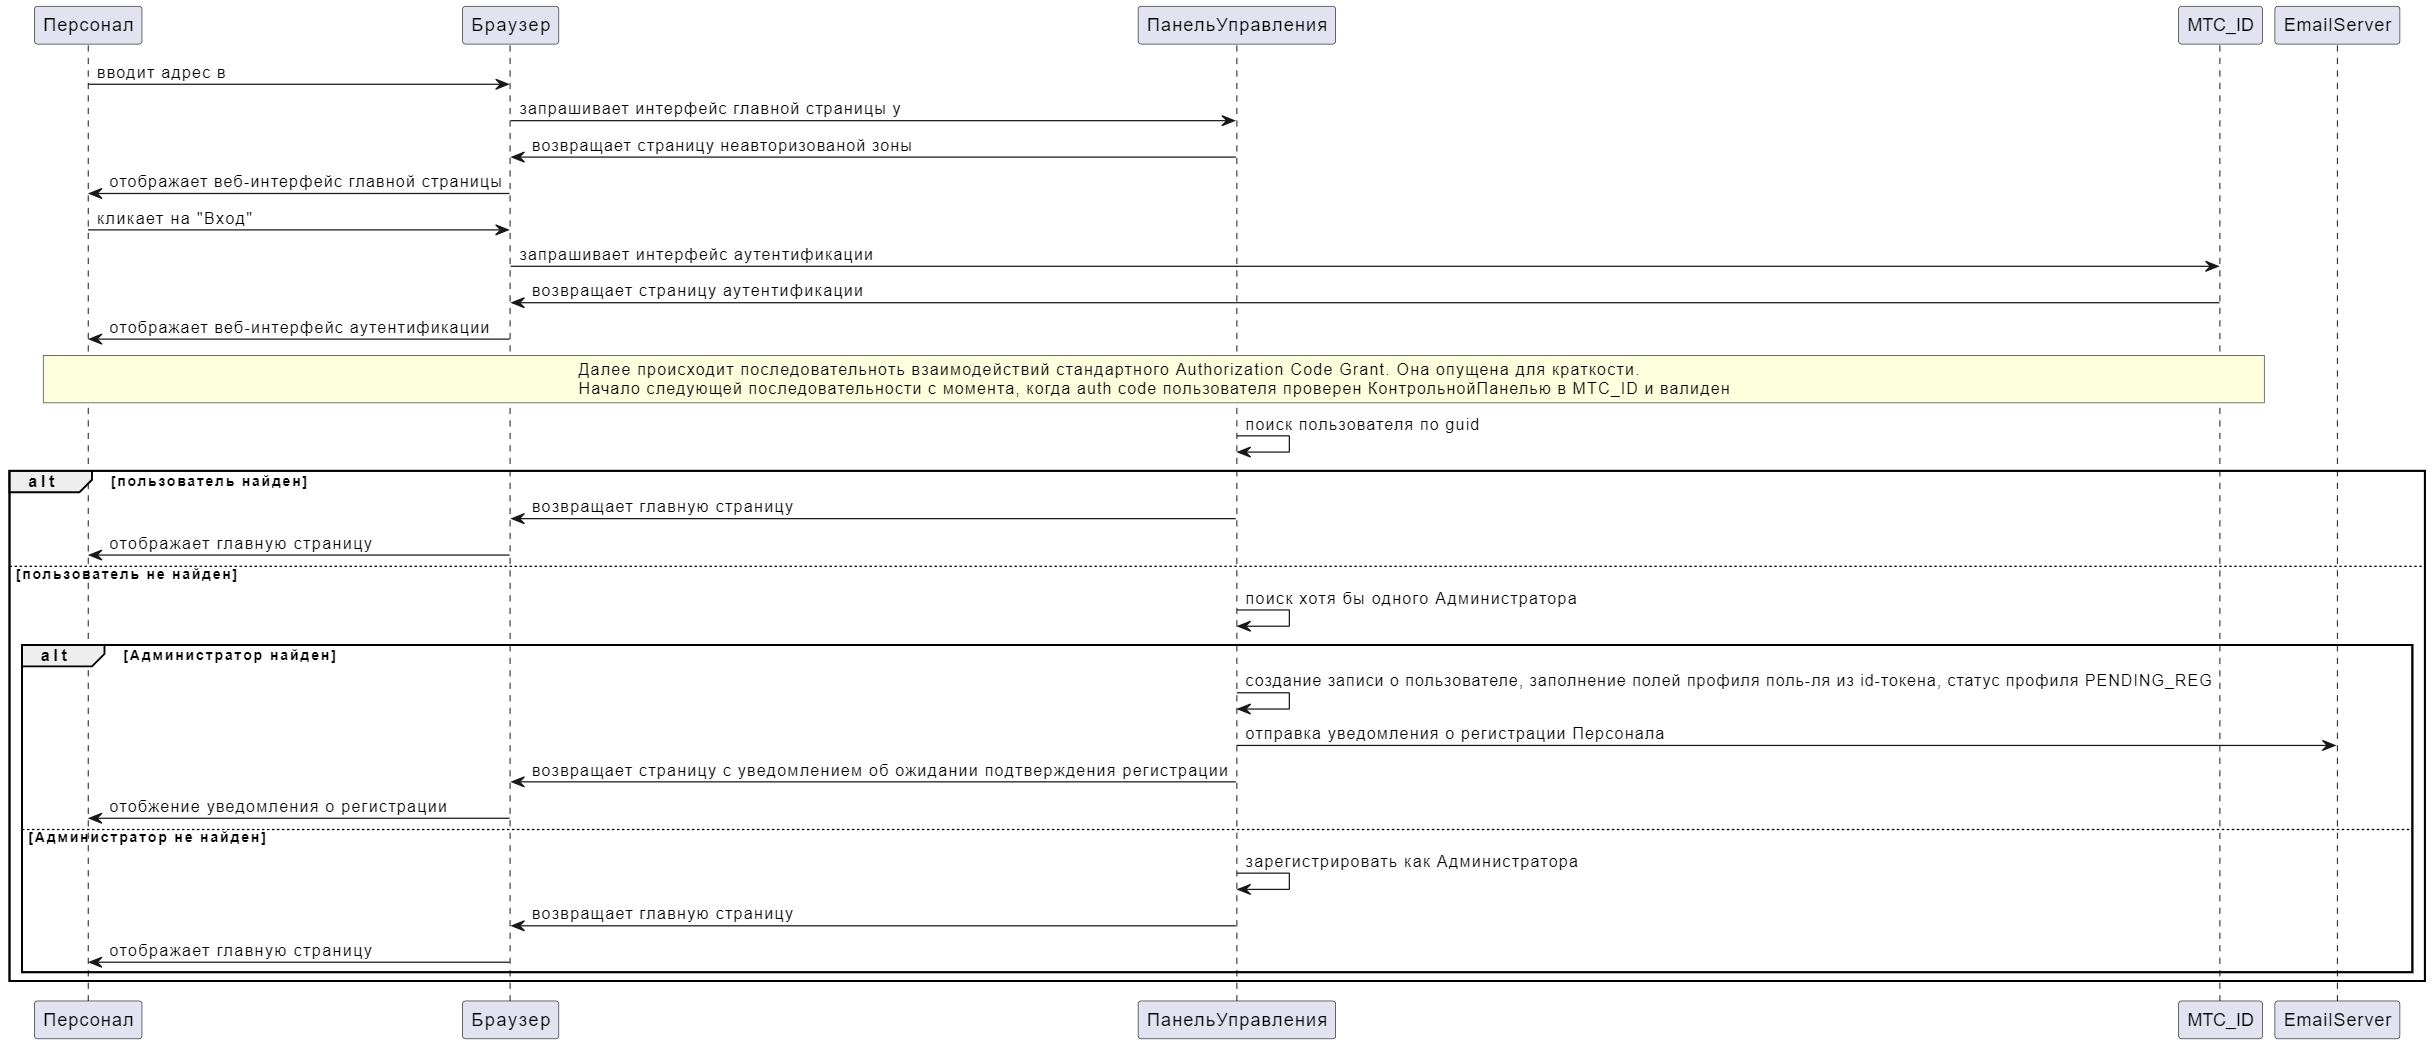 Персонал Браузер ПанельУправления МТС_ID EmailServer
вводит адрес в
запрашивает интерфейс главной страницы у
возвращает страницу неавторизованой зоны
отображает веб-интерфейс главной страницы
кликает на "Вход"
запрашивает интерфейс аутентификации
возвращает страницу аутентификации
отображает веб-интерфейс аутентификации
Далее происходит последовательноть взаимодействий стандартного Authorization Code Grant. Она опущена для краткости.
Начало следующей последовательности с момента, когда auth code пользователя проверен КонтрольнойПанелью в МТС_ID и валиден
поиск пользователя по guid
alt [пользователь найден]
возвращает главную страницу
отображает главную страницу
[пользователь не найден]
поиск хотя бы одного Администратора
alt [Администратор найден]
создание записи о пользователе, заполнение полей профиля поль-ля из id-токена, статус профиля PENDING_REG
отправка уведомления о регистрации Персонала
возвращает страницу с уведомлением об ожидании подтверждения регистрации
отобжение уведомления о регистрации
[Администратор не найден]
зарегистрировать как Администратора
возвращает главную страницу
отображает главную страницу
Персонал Браузер ПанельУправления МТС_ID EmailServer